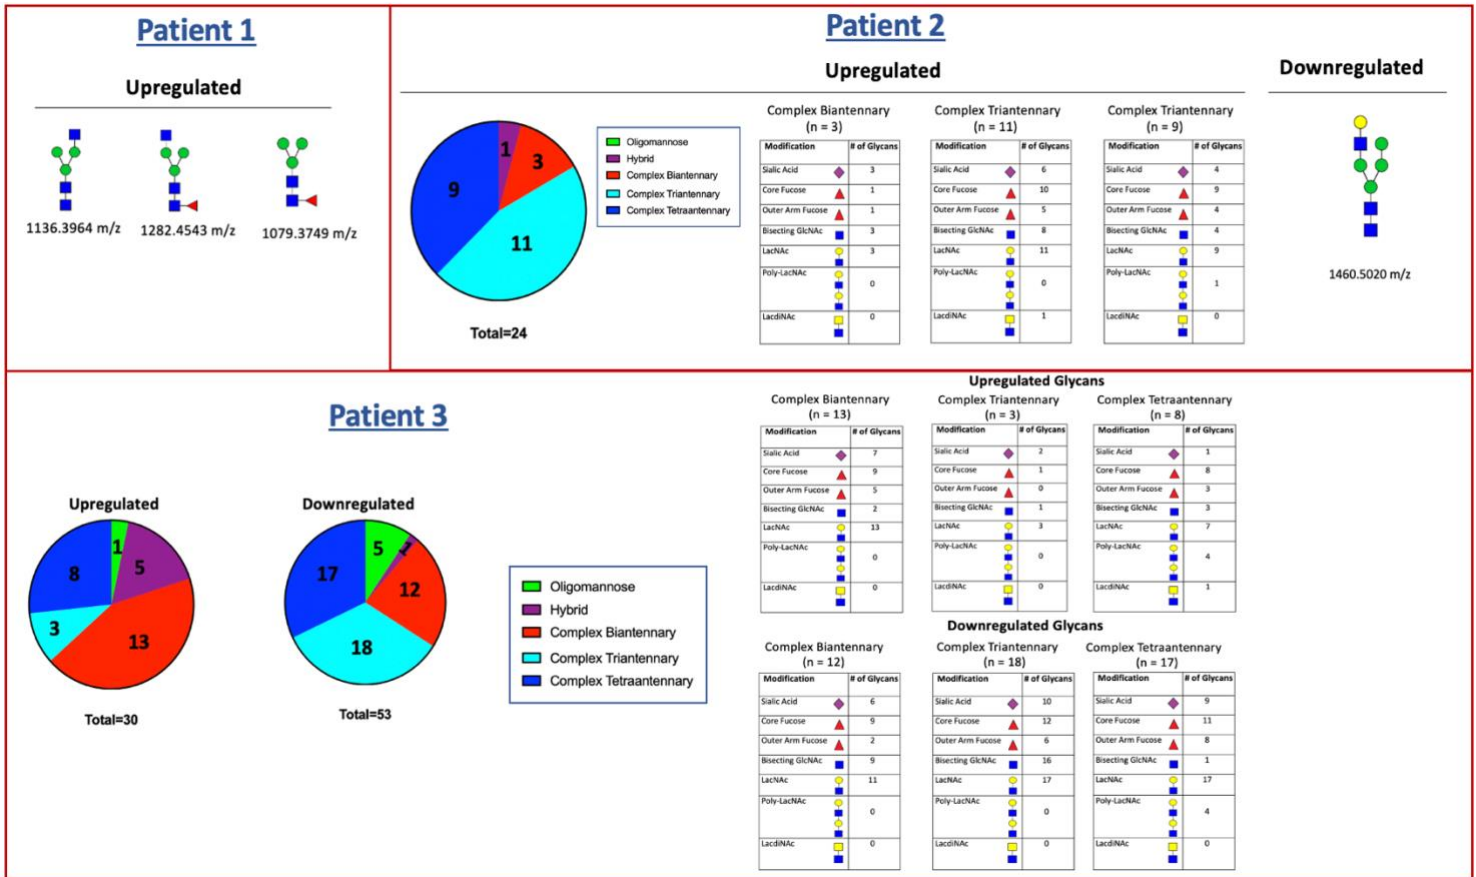 Patient 1
Upregulated
1136.3964 m/z
1282.4543 m/z
1079.3749 m/z
Patient 2
Upregulated
Downregulated
1
3
11
9
Total=24
Oligomannose
Hybrid
Complex Biantennary
Complex Triantennary
Complex Tetraantennary
Complex Biantennary
(n = 3)
Modification # of Glycans
Sialic Acid 3
Core Fucose 1
Outer Arm Fucose 1
Bisecting GlcNAc 3
LacNAc 3
Poly-LacNAc 0
LacdiNAc 0
Complex Triantennary
(n = 11)
Modification # of Glycans
Sialic Acid 6
Core Fucose 10
Outer Arm Fucose 5
Bisecting GlcNAc 8
LacNAc 11
Poly-LacNAc 0
LacdiNAc 1
Complex Triantennary
(n = 9)
Modification # of Glycans
Sialic Acid 4
Core Fucose 9
Outer Arm Fucose 4
Bisecting GlcNAc 4
LacNAc 9
Poly-LacNAc 1
LacdiNAc 0
1460.5020 m/z
Patient 3
Upregulated
1
5
13
3
8
Total=30
Downregulated
5
1
12
18
17
Total=53
Oligomannose
Hybrid
Complex Biantennary
Complex Triantennary
Complex Tetraantennary
Upregulated Glycans
Complex Biantennary
(n = 13)
Modification # of Glycans
Sialic Acid 7
Core Fucose 9
Outer Arm Fucose 5
Bisecting GlcNAc 2
LacNAc 13
Poly-LacNAc 0
LacdiNAc 0
Complex Triantennary
(n = 3)
Modification # of Glycans
Sialic Acid 2
Core Fucose 1
Outer Arm Fucose 0
Bisecting GlcNAc 1
LacNAc 3
Poly-LacNAc 0
LacdiNAc 0
Complex Tetraantennary
(n = 8)
Modification # of Glycans
Sialic Acid 1
Core Fucose 8
Outer Arm Fucose 3
Bisecting GlcNAc 3
LacNAc 7
Poly-LacNAc 4
LacdiNAc 1
Downregulated Glycans
Complex Biantennary
(n = 12)
Modification # of Glycans
Sialic Acid 6
Core Fucose 9
Outer Arm Fucose 2
Bisecting GlcNAc 9
LacNAc 11
Poly-LacNAc 0
LacdiNAc 0
Complex Triantennary
(n = 18)
Modification # of Glycans
Sialic Acid 10
Core Fucose 12
Outer Arm Fucose 6
Bisecting GlcNAc 16
LacNAc 17
Poly-LacNAc 0
LacdiNAc 0
Complex Tetraantennary
(n = 17)
Modification # of Glycans
Sialic Acid 9
Core Fucose 11
Outer Arm Fucose 8
Bisecting GlcNAc 1
LacNAc 17
Poly-LacNAc 4
LacdiNAc 0